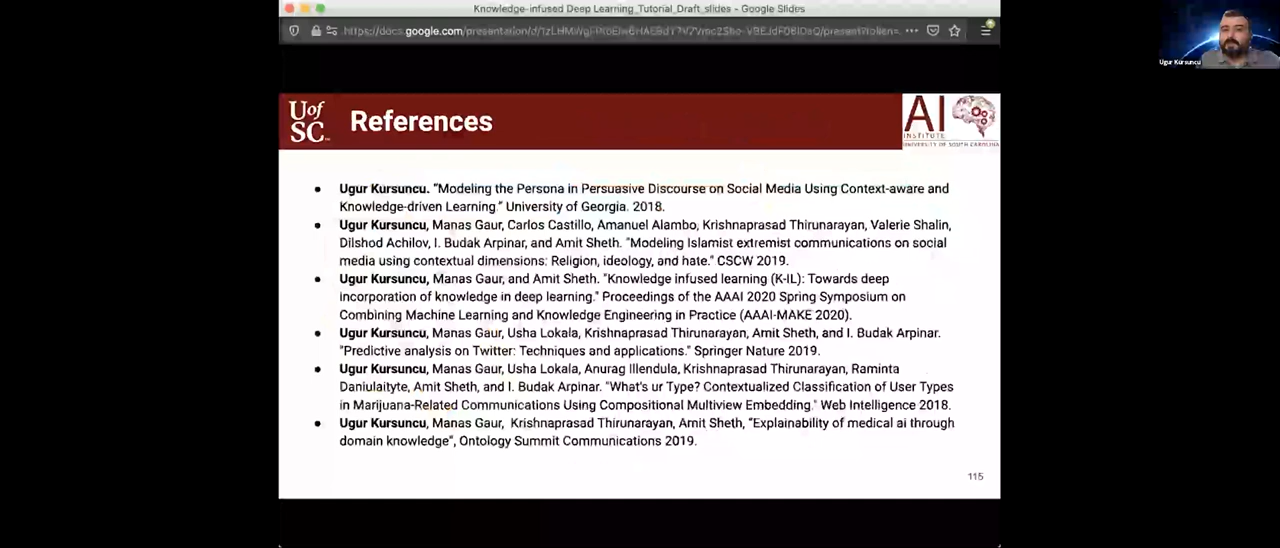 Knowledge-infused Deep Learning_Tutorial_Draft_slides - Google Slides
Ugur Kursuncu
UofSC
References
AI
INSTITUTE
UNIVERSITY OF SOUTH CAROLINA
• Ugur Kursuncu. "Modeling the Persona in Persuasive Discourse on Social Media Using Context-aware and
Knowledge-driven Learning." University of Georgia. 2018.
• Ugur Kursuncu, Manas Gaur, Carlos Castillo, Amanuel Alambo, Krishnaprasad Thirunarayan, Valerie Shalin,
Dilshod Achilov, I. Budak Arpinar, and Amit Sheth. "Modeling Islamist extremist communications on social
media using contextual dimensions: Religion, ideology, and hate." CSCW 2019.
• Ugur Kursuncu, Manas Gaur, and Amit Sheth. "Knowledge infused learning (K-IL): Towards deep
incorporation of knowledge in deep learning." Proceedings of the AAAI 2020 Spring Symposium on
Combining Machine Learning and Knowledge Engineering in Practice (AAAI-MAKE 2020).
• Ugur Kursuncu, Manas Gaur, Usha Lokala, Krishnaprasad Thirunarayan, Amit Sheth, and I. Budak Arpinar.
"Predictive analysis on Twitter: Techniques and applications." Springer Nature 2019.
• Ugur Kursuncu, Manas Gaur, Usha Lokala, Anurag Illendula, Krishnaprasad Thirunarayan, Raminta
Daniulaityte, Amit Sheth, and I. Budak Arpinar. "What's ur Type? Contextualized Classification of User Types
in Marijuana-Related Communications Using Compositional Multiview Embedding." Web Intelligence 2018.
• Ugur Kursuncu, Manas Gaur, Krishnaprasad Thirunarayan, Amit Sheth, "Explainability of medical ai through
domain knowledge", Ontology Summit Communications 2019.
115